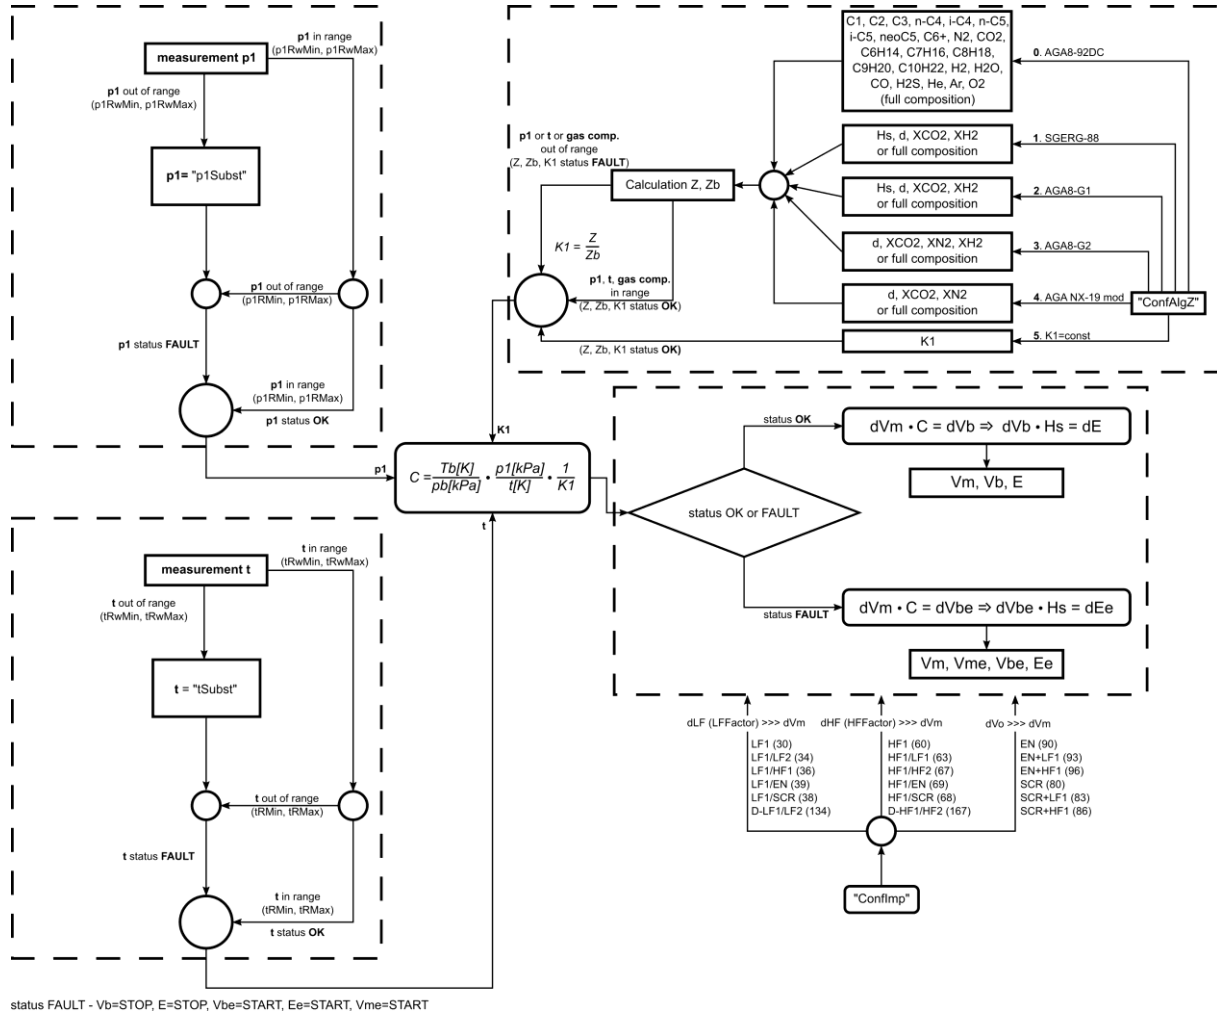 p1 in range
(p1RwMin, p1RwMax)
measurement p1
p1 out of range
(p1RwMin, p1RwMax)
p1= "p1Subst"
p1 out of range
(p1RMin, p1RMax)
p1 status FAULT
p1 in range
(p1RMin, p1RMax)
p1 status OK
C1, C2, C3, n-C4, i-C4, n-C5,
i-C5, neoC5, C6+, N2, CO2,
C6H14, C7H16, C8H18,
C9H20, C10H22, H2, H2O,
CO, H2S, He, Ar, O2
(full composition)
0. AGA8-92DC
Hs, d, XCO2, XH2
or full composition
1. SGERG-88
Hs, d, XCO2, XH2
or full composition
2. AGA8-G1
d, XCO2, XN2, XH2
or full composition
3. AGA8-G2
d, XCO2, XN2
or full composition
4. AGA NX-19 mod
"ConfAlgZ"
K1
5. K1=const
p1 or t or gas comp.
out of range
(Z, Zb, K1 status FAULT)
Calculation Z, Zb
K1 = Z/Zb
p1, t, gas comp.
in range
(Z, Zb, K1 status OK)
(Z, Zb, K1 status OK)
K1
p1
C = Tb[K]/pb[kPa] • p1[kPa]/t[K] • 1/K1
t
status OK or FAULT
status OK
dVm • C = dVb ⇒ dVb • Hs = dE
Vm, Vb, E
status FAULT
dVm • C = dVbe ⇒ dVbe • Hs = dEe
Vm, Vme, Vbe, Ee
t in range
(tRwMin, tRwMax)
measurement t
t out of range
(tRwMin, tRwMax)
t = "tSubst"
t out of range
(tRMin, tRMax)
t status FAULT
t in range
(tRMin, tRMax)
t status OK
dLF (LFFactor) >>> dVm
LF1 (30)
LF1/LF2 (34)
LF1/HF1 (36)
LF1/EN (39)
LF1/SCR (38)
D-LF1/LF2 (134)
dHF (HFFactor) >>> dVm
HF1 (60)
HF1/LF1 (63)
HF1/HF2 (67)
HF1/EN (69)
HF1/SCR (68)
D-HF1/HF2 (167)
dVo >>> dVm
EN (90)
EN+LF1 (93)
EN+HF1 (96)
SCR (80)
SCR+LF1 (83)
SCR+HF1 (86)
"ConfImp"
status FAULT - Vb=STOP, E=STOP, Vbe=START, Ee=START, Vme=START